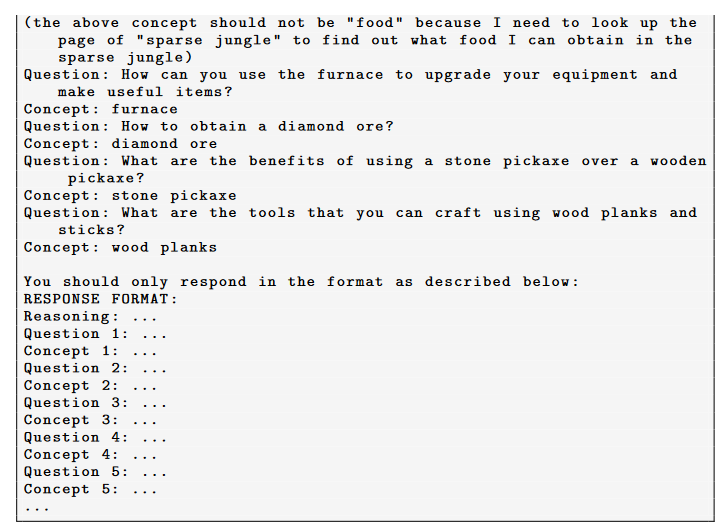 (the above concept should not be "food" because I need to look up the
page of "sparse jungle" to find out what food I can obtain in the
sparse jungle)
Question: How can you use the furnace to upgrade your equipment and
make useful items?
Concept: furnace
Question: How to obtain a diamond ore?
Concept: diamond ore
Question: What are the benefits of using a stone pickaxe over a wooden
pickaxe?
Concept: stone pickaxe
Question: What are the tools that you can craft using wood planks and
sticks?
Concept: wood planks
You should only respond in the format as described below:
RESPONSE FORMAT:
Reasoning: ...
Question 1: ...
Concept 1: ...
Question 2: ...
Concept 2: ...
Question 3: ...
Concept 3: ...
Question 4: ...
Concept 4: ...
Question 5: ...
Concept 5: ...
...